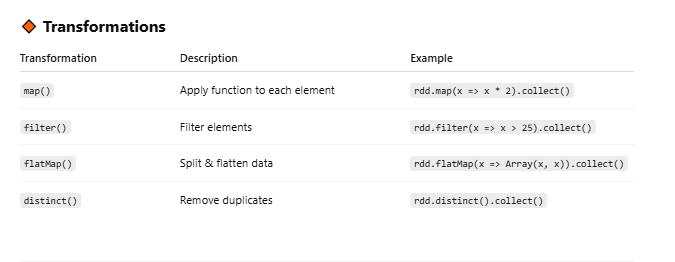 Transformations
Transformation Description Example
map() Apply function to each element rdd.map(x => x * 2).collect()
filter() Filter elements rdd.filter(x => x > 25).collect()
flatMap() Split & flatten data rdd.flatMap(x => Array(x, x)).collect()
distinct() Remove duplicates rdd.distinct().collect()